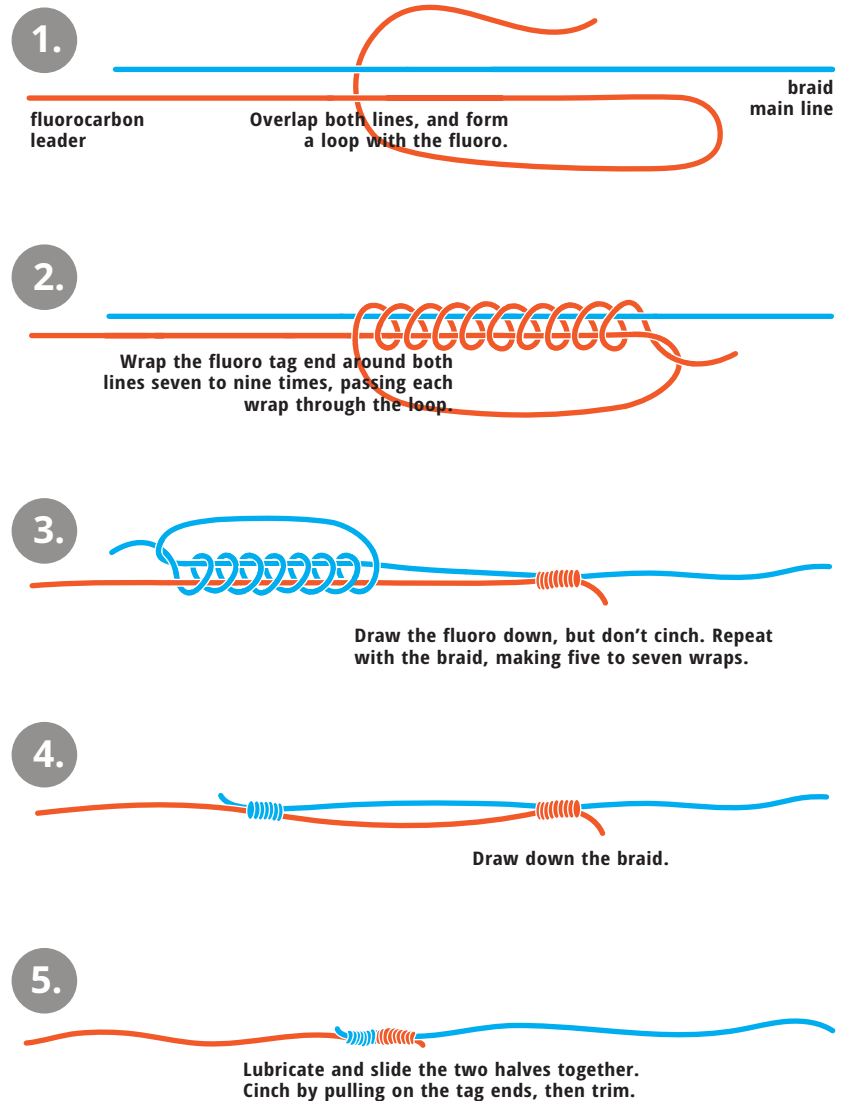 1.
braid
main line
fluorocarbon
leader
Overlap both lines, and form
a loop with the fluoro.
2.
Wrap the fluoro tag end around both
lines seven to nine times, passing each
wrap through the loop.
3.
Draw the fluoro down, but don’t cinch. Repeat
with the braid, making five to seven wraps.
4.
Draw down the braid.
5.
Lubricate and slide the two halves together.
Cinch by pulling on the tag ends, then trim.